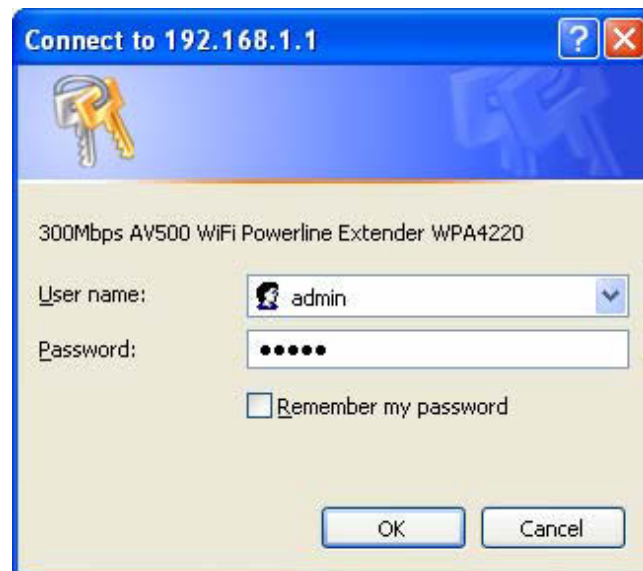 Connect to 192.168.1.1
300Mbps AV500 WiFi Powerline Extender WPA4220
User name:
admin
Password:
●●●●●
Remember my password
OK
Cancel